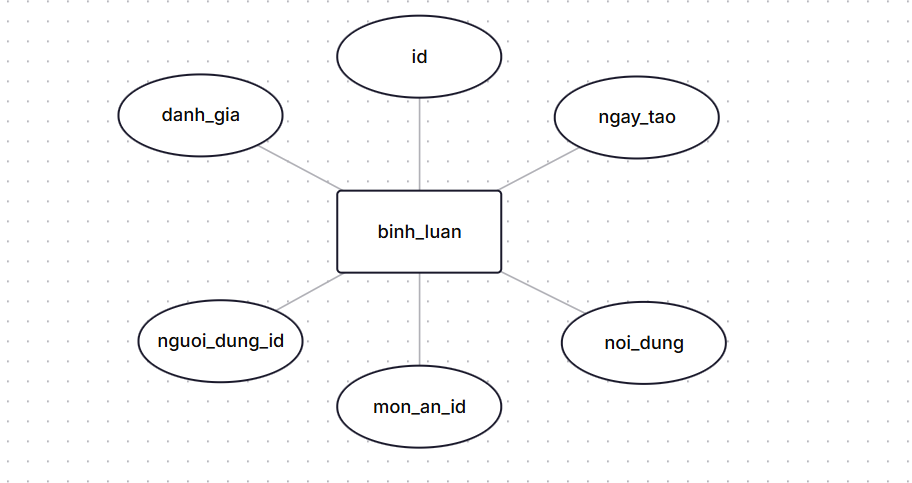 id
danh_gia
ngay_tao
binh_luan
nguoi_dung_id
noi_dung
mon_an_id